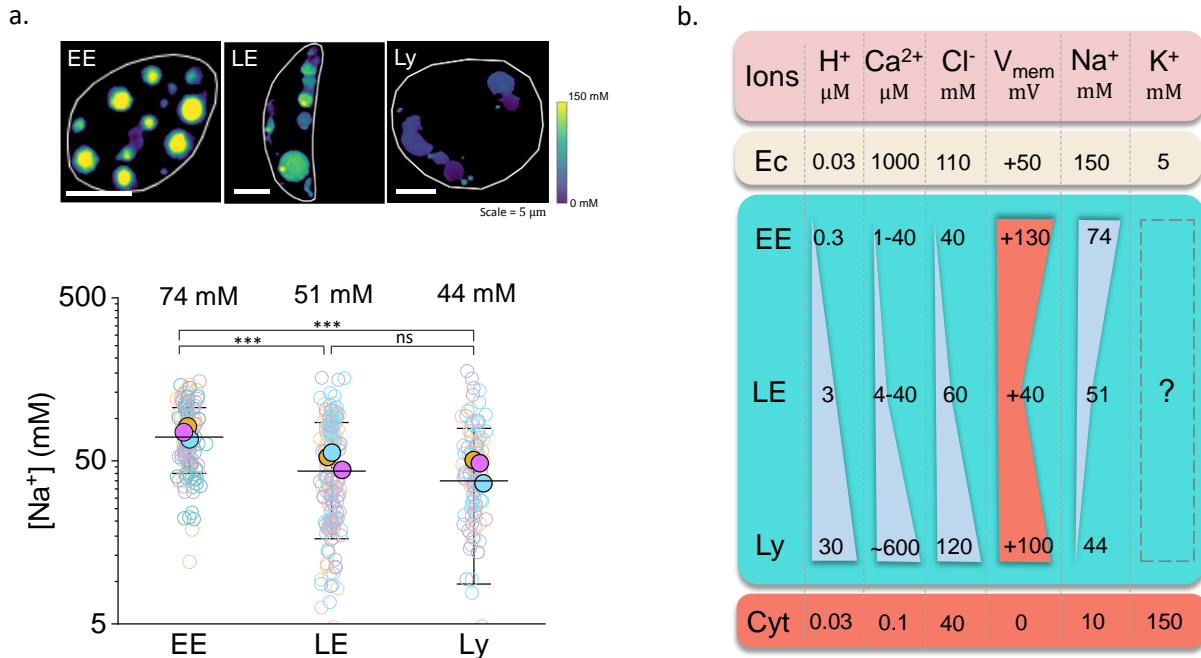 a.
EE
LE
Ly
150 mM
0 mM
Scale = 5 μm
500
50
5
[Na⁺] (mM)
74 mM
51 mM
44 mM
***
***
ns
EE
LE
Ly
b.
Ions H⁺ Ca²⁺ Cl⁻ V_mem Na⁺ K⁺
μM μM mM mV mM mM
Ec 0.03 1000 110 +50 150 5
EE 0.3 1-40 40 +130 74
LE 3 4-40 60 +40 51 ?
Ly 30 ~600 120 +100 44
Cyt 0.03 0.1 40 0 10 150